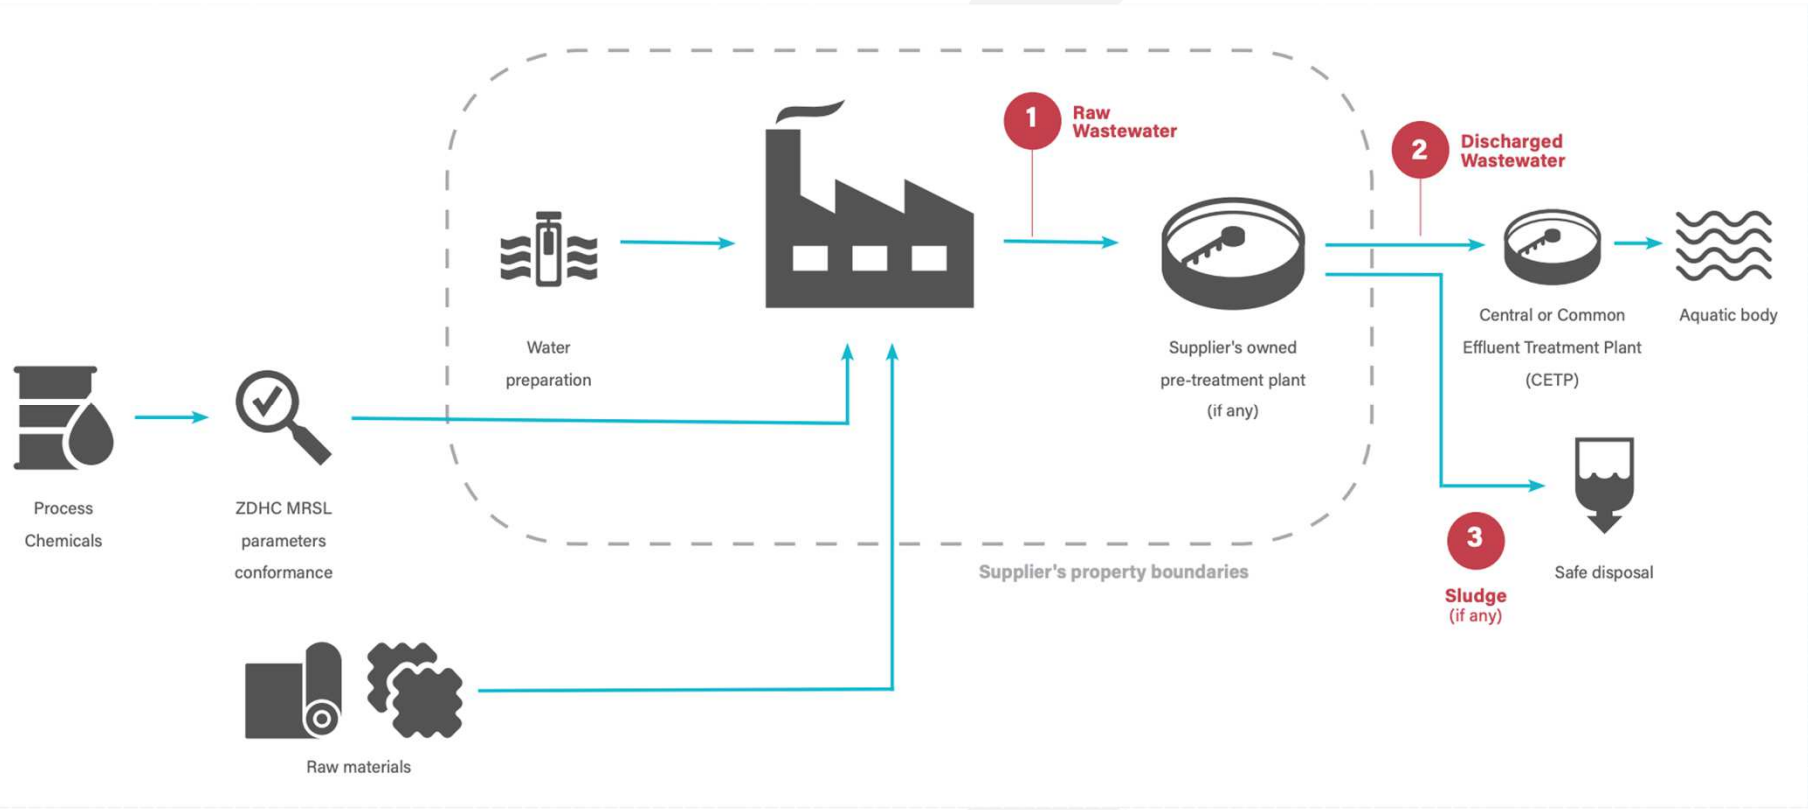 1
Raw
Wastewater
2
Discharged
Wastewater
Water
preparation
Supplier's owned
pre-treatment plant
(if any)
Central or Common
Effluent Treatment Plant
(CETP)
Aquatic body
Process
Chemicals
ZDHC MRSL
parameters
conformance
Supplier's property boundaries
3
Sludge
(if any)
Safe disposal
Raw materials